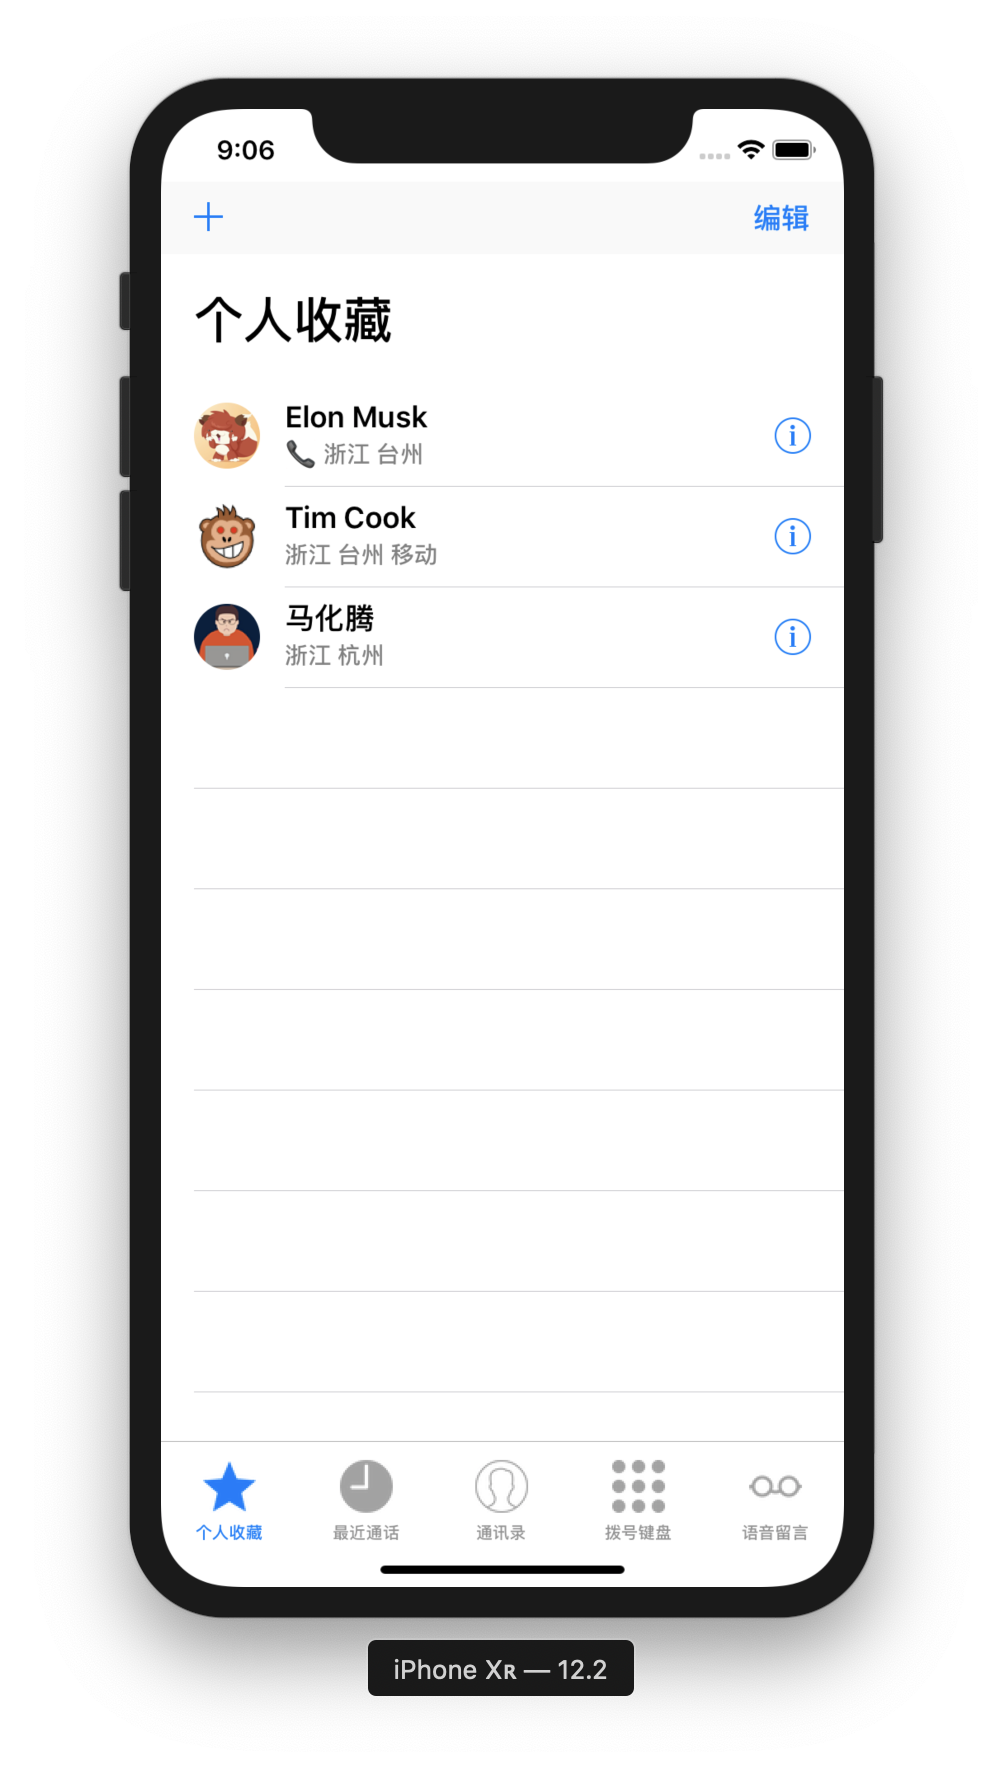 9:06
编辑
个人收藏
Elon Musk
浙江 台州
Tim Cook
浙江 台州 移动
马化腾
浙江 杭州
个人收藏
最近通话
通讯录
拨号键盘
语音留言
iPhone Xʀ — 12.2